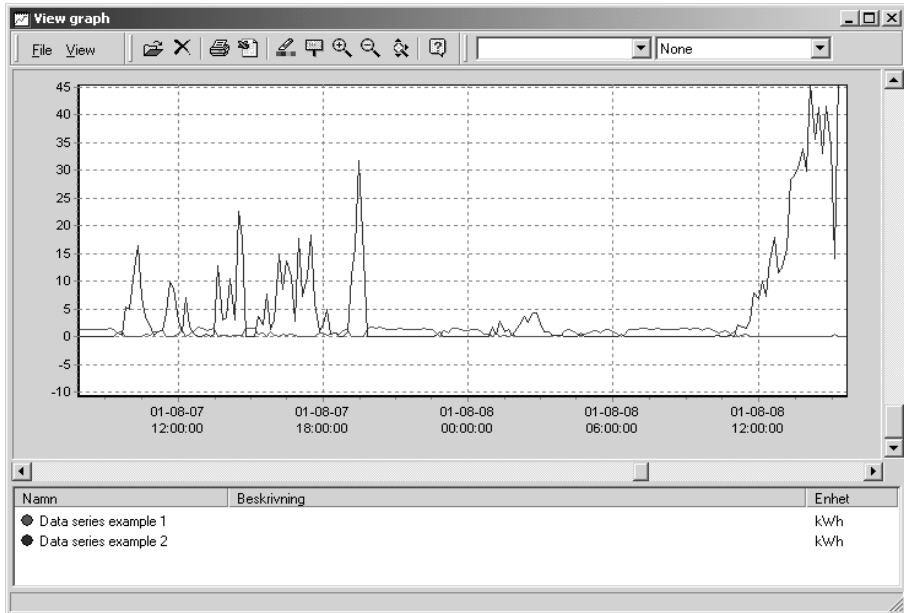 View graph
File View
None
45
40
35
30
25
20
15
10
5
0
-5
-10
01-08-07 01-08-07 01-08-08 01-08-08 01-08-08
12:00:00 18:00:00 00:00:00 06:00:00 12:00:00
Namn Beskrivning Enhet
Data series example 1 kWh
Data series example 2 kWh